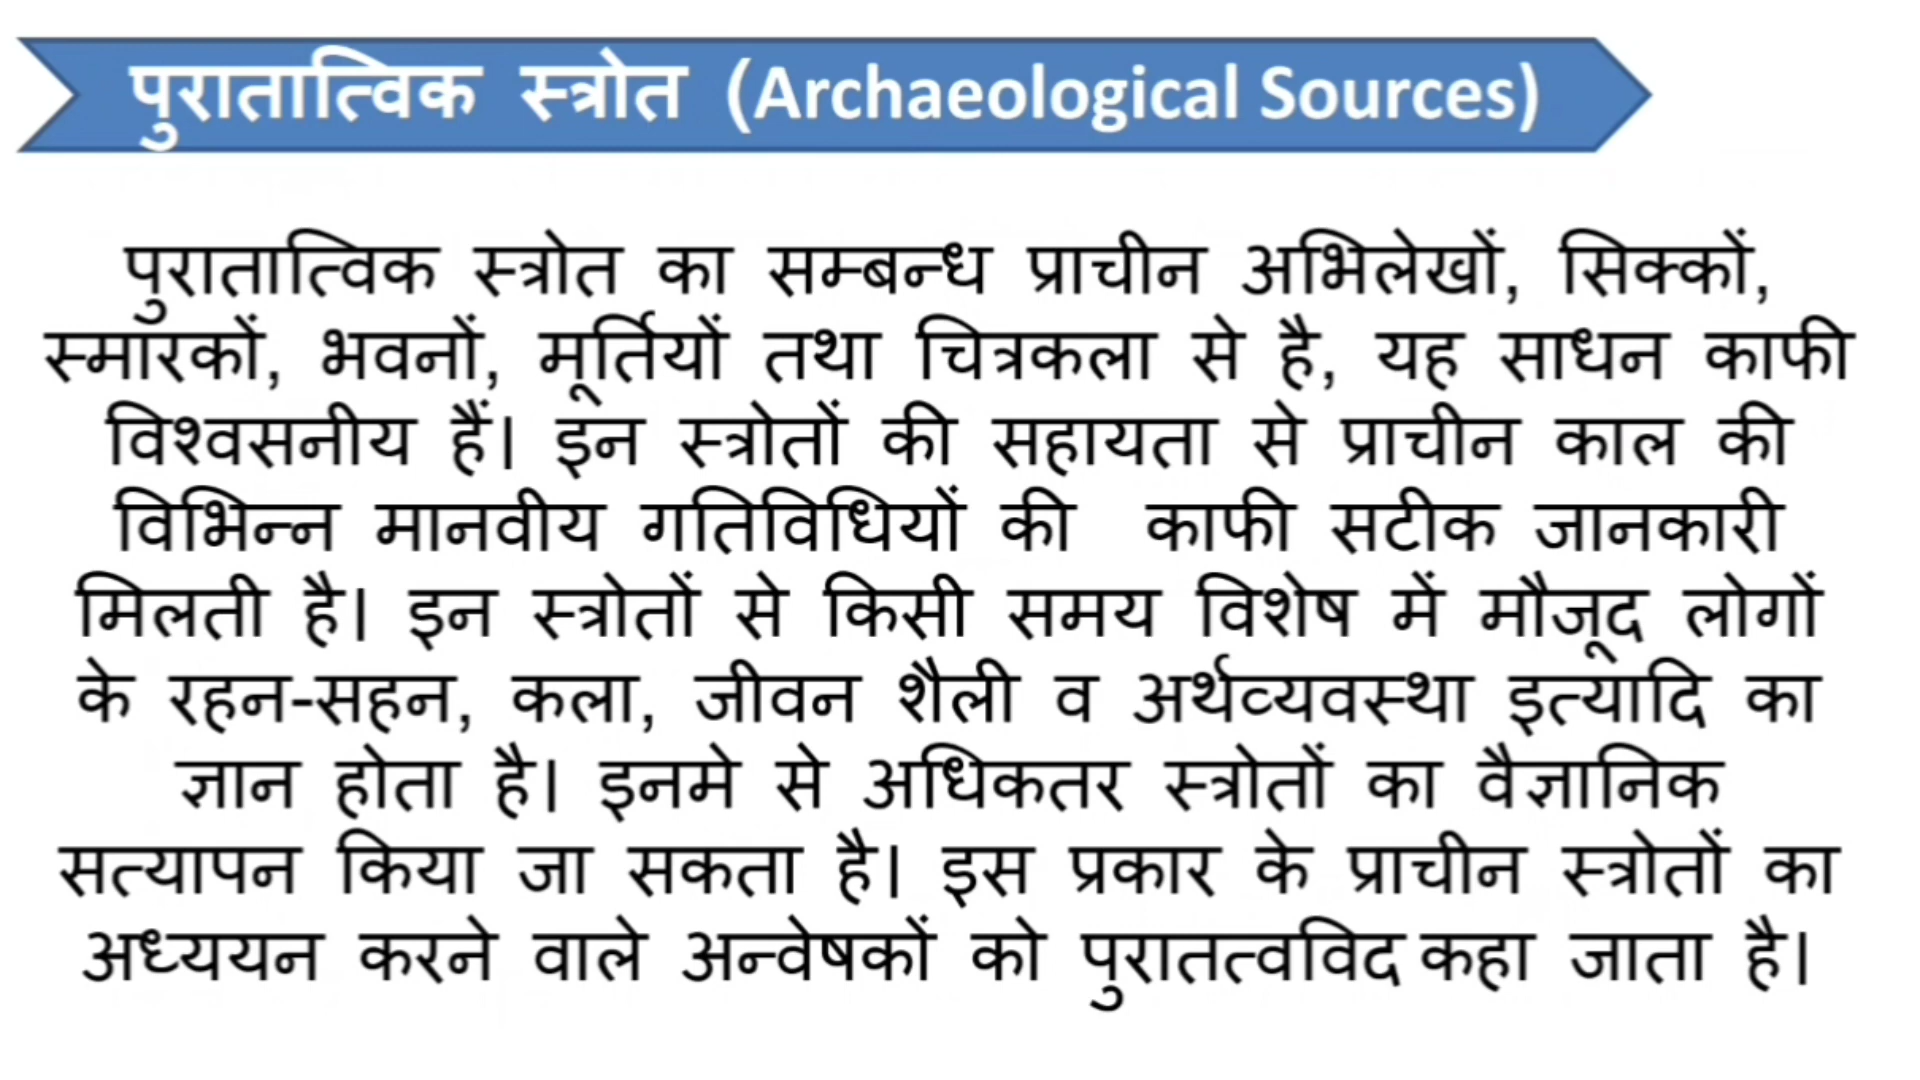 पुरातात्विक स्त्रोत (Archaeological Sources)
पुरातात्विक स्त्रोत का सम्बन्ध प्राचीन अभिलेखों, सिक्कों,
स्मारकों, भवनों, मूर्तियों तथा चित्रकला से है, यह साधन काफी
विश्वसनीय हैं। इन स्त्रोतों की सहायता से प्राचीन काल की
विभिन्न मानवीय गतिविधियों की काफी सटीक जानकारी
मिलती है। इन स्त्रोतों से किसी समय विशेष में मौजूद लोगों
के रहन-सहन, कला, जीवन शैली व अर्थव्यवस्था इत्यादि का
ज्ञान होता है। इनमे से अधिकतर स्त्रोतों का वैज्ञानिक
सत्यापन किया जा सकता है। इस प्रकार के प्राचीन स्त्रोतों का
अध्ययन करने वाले अन्वेषकों को पुरातत्वविद कहा जाता है।